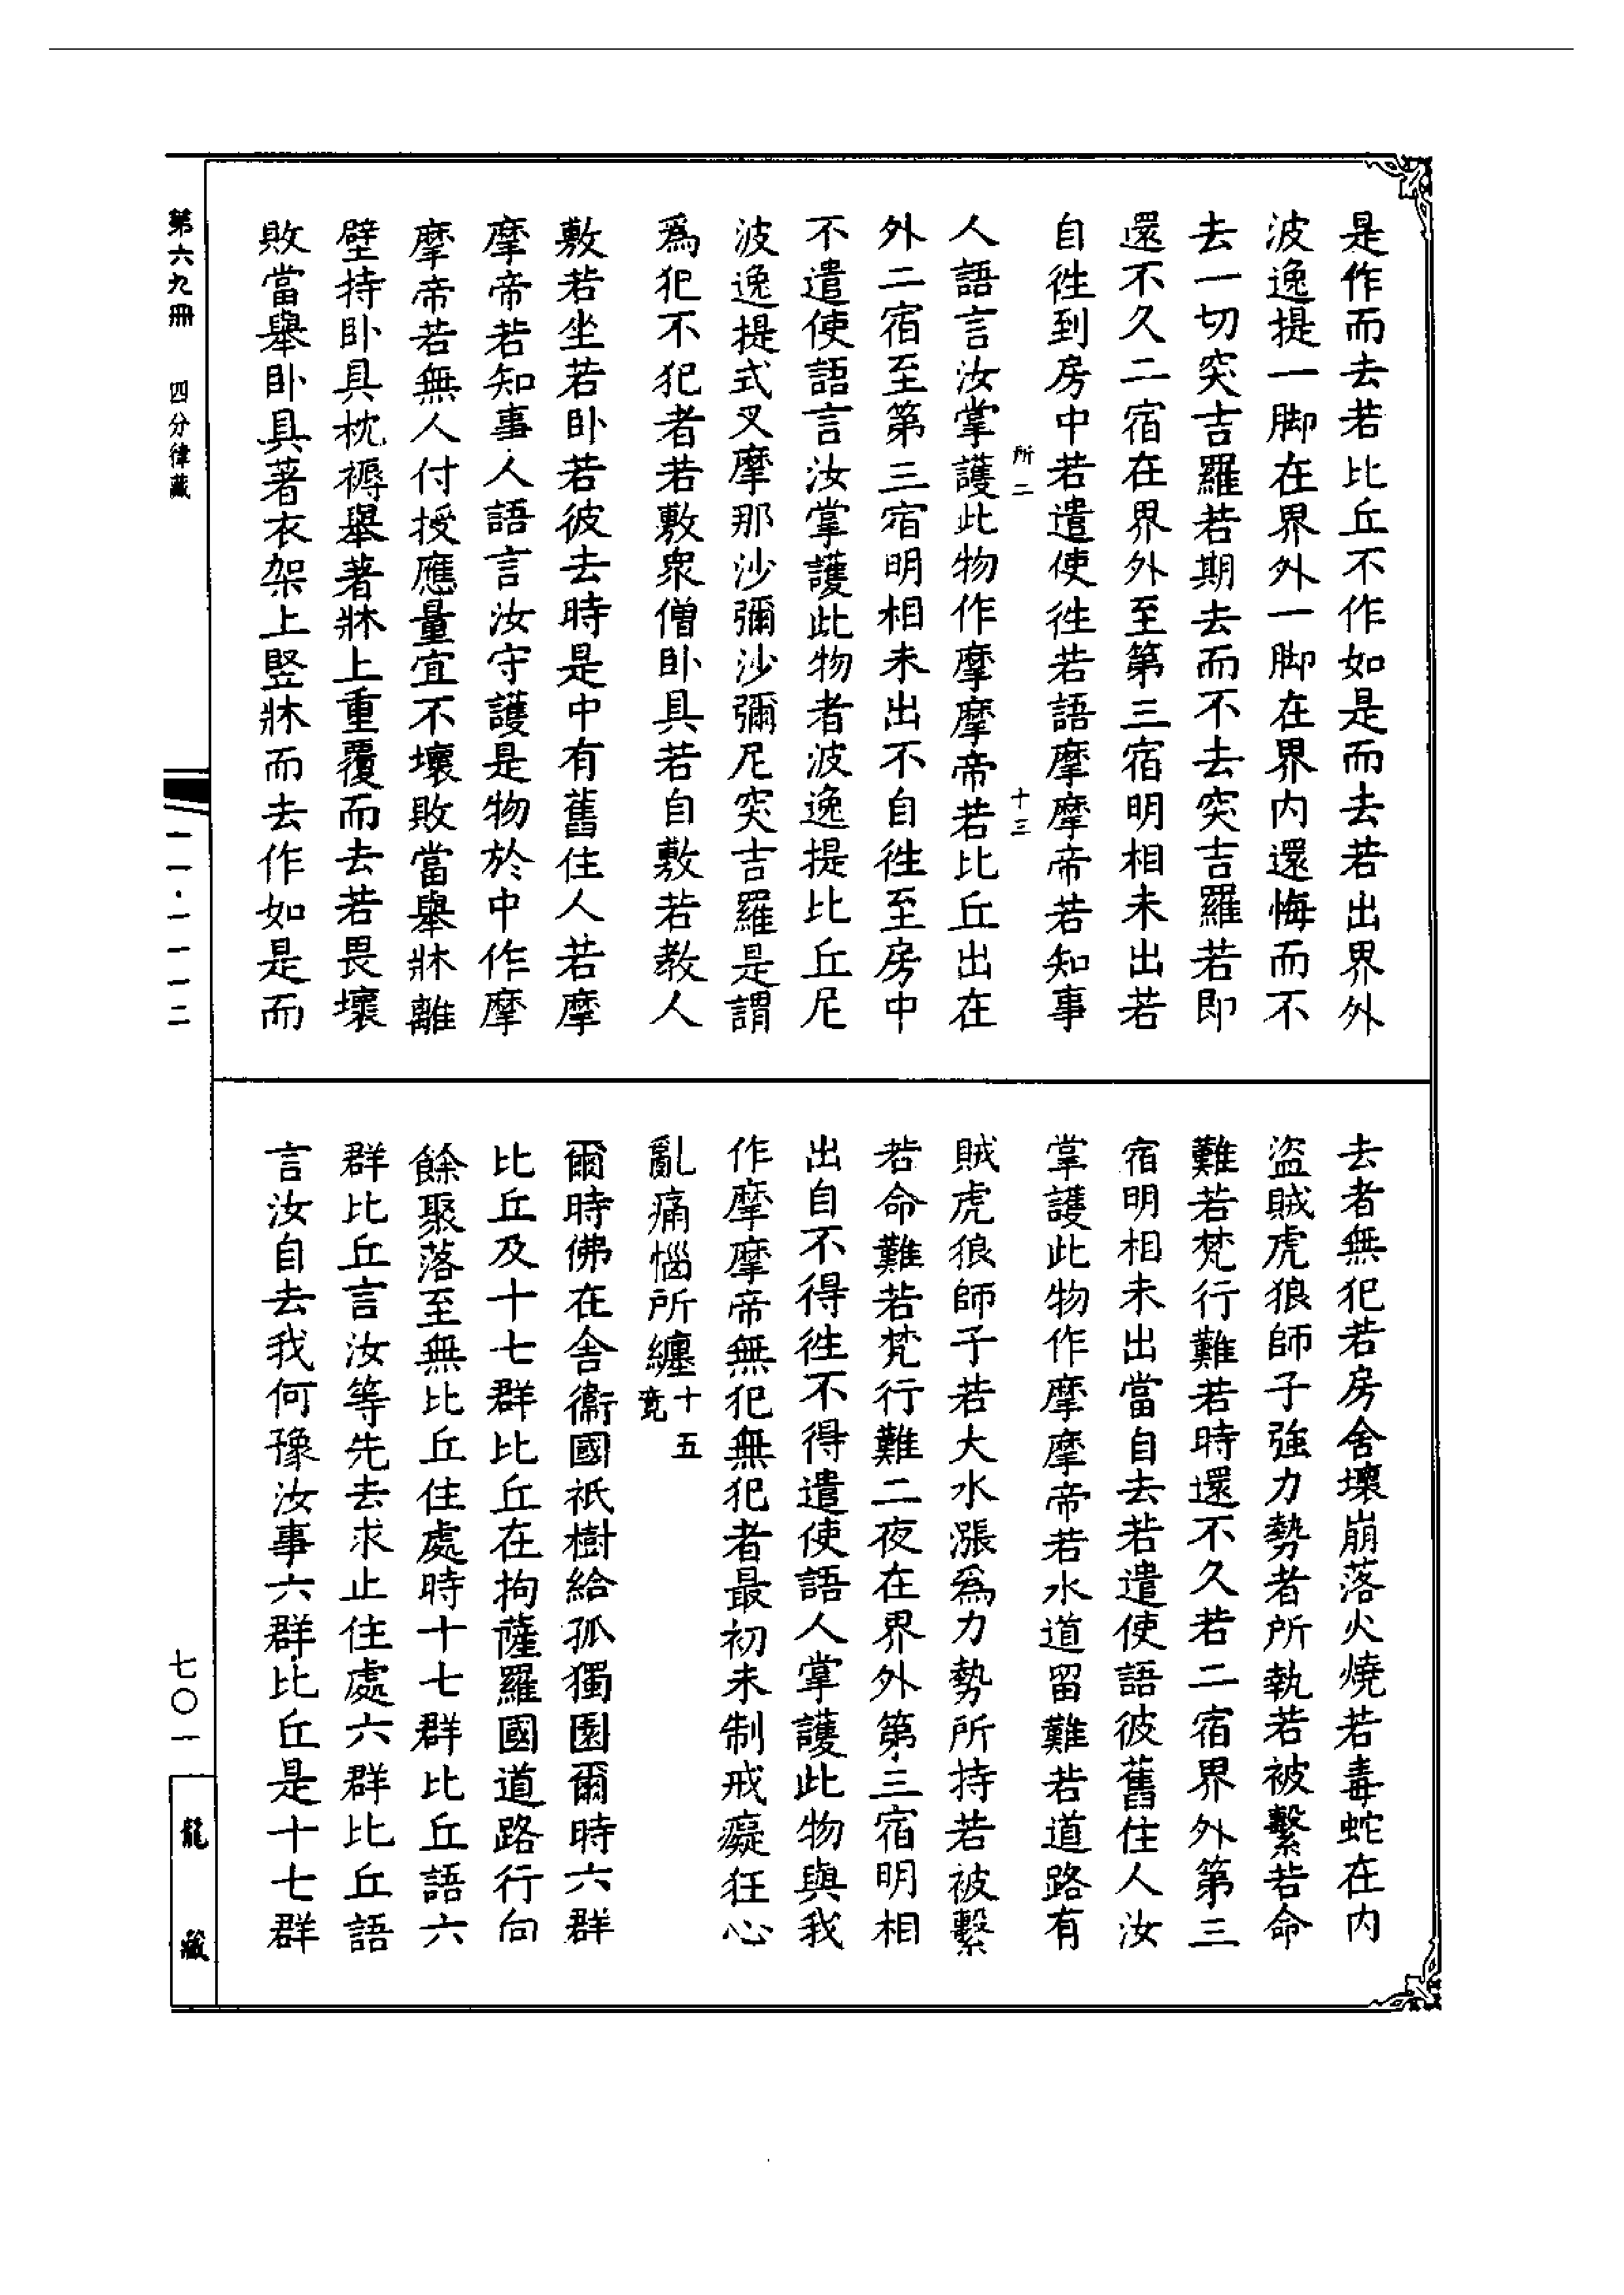 是作而去若比丘不作如是而去若出界外
波逸提一脚在界外一脚在界内還悔而不
去一切突吉羅若期去而不去突吉羅若即
還不久二宿在界外至第三宿明相未出若
自往到房中若遣使往若語摩摩帝若知事
所二 十三
人語言汝掌護此物作摩摩帝若比丘出在
外二宿至第三宿明相未出不自往至房中
不遣使語言汝掌護此物者波逸提比丘尼
波逸提式叉摩那沙彌沙彌尼突吉羅是謂
為犯不犯者若敷眾僧卧具若自敷若教人
敷若坐若卧若彼去時是中有舊住人若摩
摩帝若知事人語言汝守護是物於中作摩
摩帝若無人付授應量宜不壞敗當舉牀離
壁持卧具枕褥舉著牀上重覆而去若畏壞
敗當舉卧具著衣架上竪牀而去作如是而
去者無犯若房舍壞崩落火燒若毒蛇在内
盜賊虎狼師子強力勢者所執若被繫若命
難若梵行難若時還不久若二宿界外第三
宿明相未出當自去若遣使語彼舊住人汝
掌護此物作摩摩帝若水道留難若道路有
賊虎狼師子若大水漲為力勢所持若被繫
若命難若梵行難二夜在界外第三宿明相
出自不得往不得遣使語人掌護此物與我
作摩摩帝無犯無犯者最初未制戒癡狂心
亂痛惱所纏十五竟
爾時佛在舍衞國祇樹給孤獨園爾時六群
比丘及十七群比丘在拘薩羅國道路行向
餘聚落至無比丘住處時十七群比丘語六
群比丘言汝等先去求止住處六群比丘語
言汝自去我何豫汝事六群比丘是十七群
第六九冊 四分律藏
一一·一一一二
七〇一
龍藏